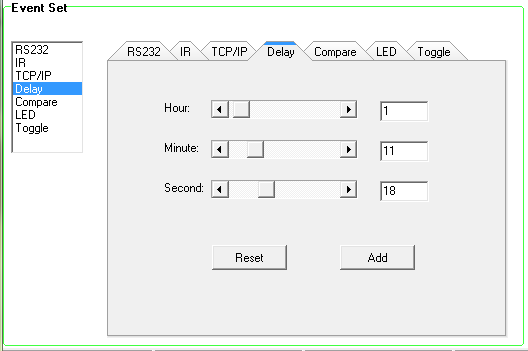 Event Set
RS232
IR
TCP/IP
Delay
Compare
LED
Toggle
RS232 IR TCP/IP Delay Compare LED Toggle
Hour: 1
Minute: 11
Second: 18
Reset Add